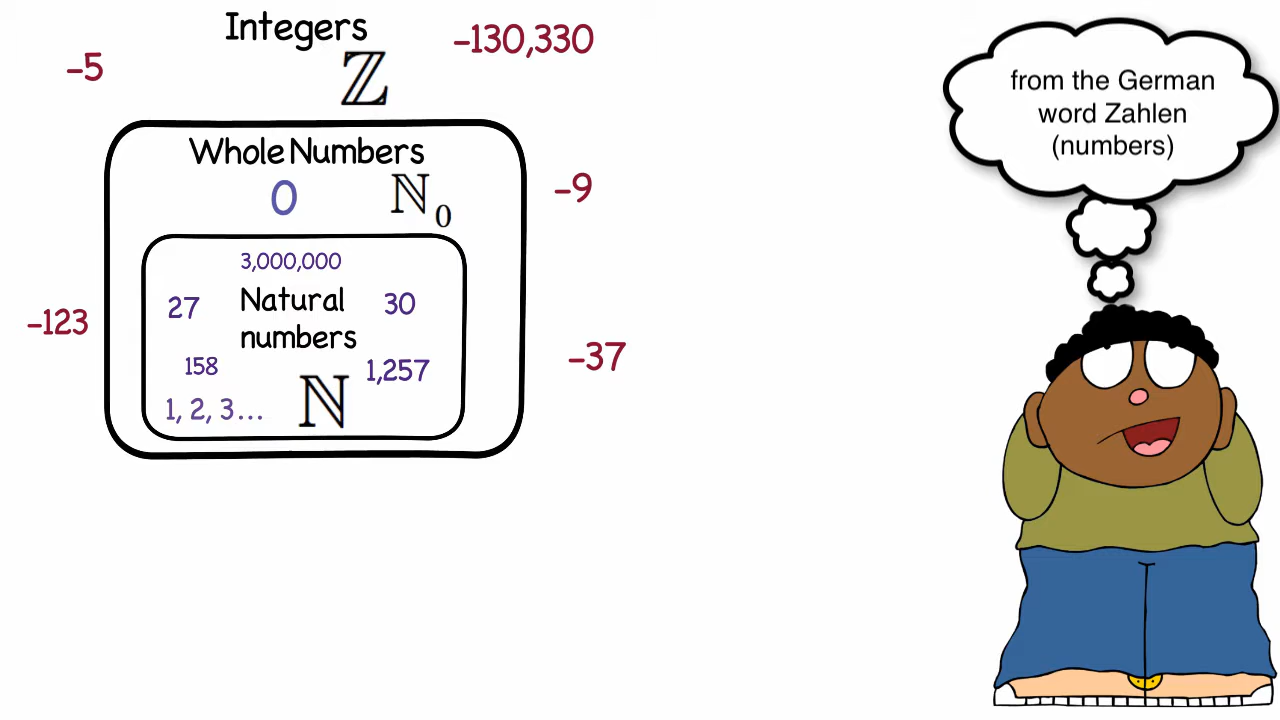 Integers
ℤ
-130,330
-5
Whole Numbers
0
ℕ₀
-9
3,000,000
27
Natural
numbers
30
158
1,257
1, 2, 3...
ℕ
-123
-37
from the German
word Zahlen
(numbers)